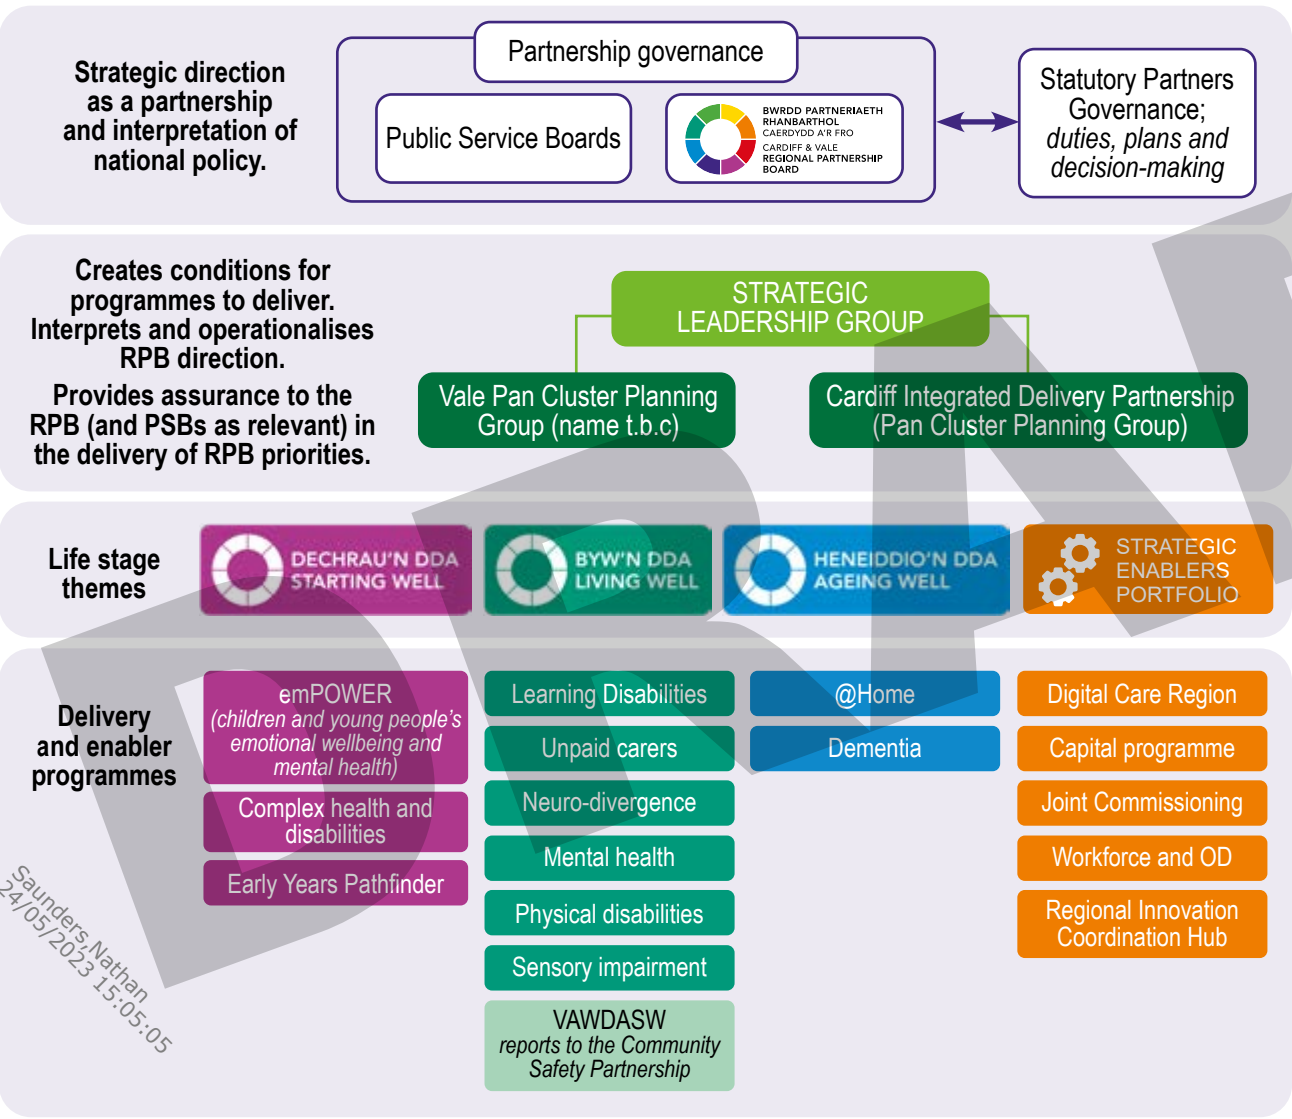 Strategic direction
as a partnership
and interpretation of
national policy.
Partnership governance
Public Service Boards
BWRDD PARTNERIAETH
RHANBARTHOL
CAERDYDD A'R FRO
CARDIFF & VALE
REGIONAL PARTNERSHIP
BOARD
Statutory Partners
Governance;
duties, plans and
decision-making
Creates conditions for
programmes to deliver.
Interprets and operationalises
RPB direction.
Provides assurance to the
RPB (and PSBs as relevant) in
the delivery of RPB priorities.
STRATEGIC
LEADERSHIP GROUP
Vale Pan Cluster Planning
Group (name t.b.c)
Cardiff Integrated Delivery Partnership
(Pan Cluster Planning Group)
Life stage
themes
DECHRAU'N DDA
STARTING WELL
BYW'N DDA
LIVING WELL
HENEIDDIO'N DDA
AGEING WELL
STRATEGIC
ENABLERS
PORTFOLIO
Delivery
and enabler
programmes
emPOWER
(children and young people's
emotional wellbeing and
mental health)
Complex health and
disabilities
Early Years Pathfinder
Learning Disabilities
Unpaid carers
Neuro-divergence
Mental health
Physical disabilities
Sensory impairment
VAWDASW
reports to the Community
Safety Partnership
@Home
Dementia
Digital Care Region
Capital programme
Joint Commissioning
Workforce and OD
Regional Innovation
Coordination Hub
Saunders,Nathan
24/05/2023 15:05:05